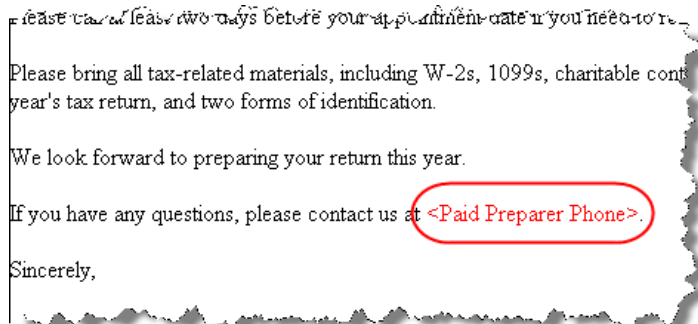 before your
Please bring all tax-related materials, including W-2s, 1099s, charitable
year's tax return, and two forms of identification.
We look forward to preparing your return this year.
If you have any questions, please contact us at <Paid Preparer Phone>.
Sincerely,